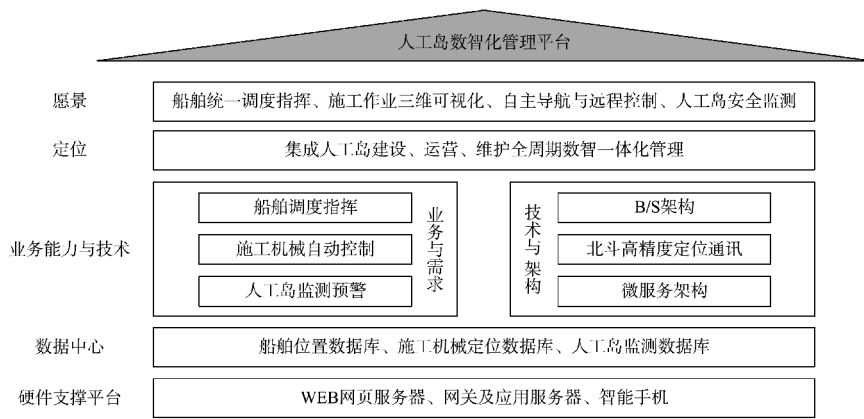 人工岛数智化管理平台
愿景
船舶统一调度指挥、施工作业三维可视化、自主导航与远程控制、人工岛安全监测
定位
集成人工岛建设、运营、维护全周期数智一体化管理
业务能力与技术
船舶调度指挥
施工机械自动控制
人工岛监测预警
业务与需求
技术与架构
B/S架构
北斗高精度定位通讯
微服务架构
数据中心
船舶位置数据库、施工机械定位数据库、人工岛监测数据库
硬件支撑平台
WEB网页服务器、网关及应用服务器、智能手机